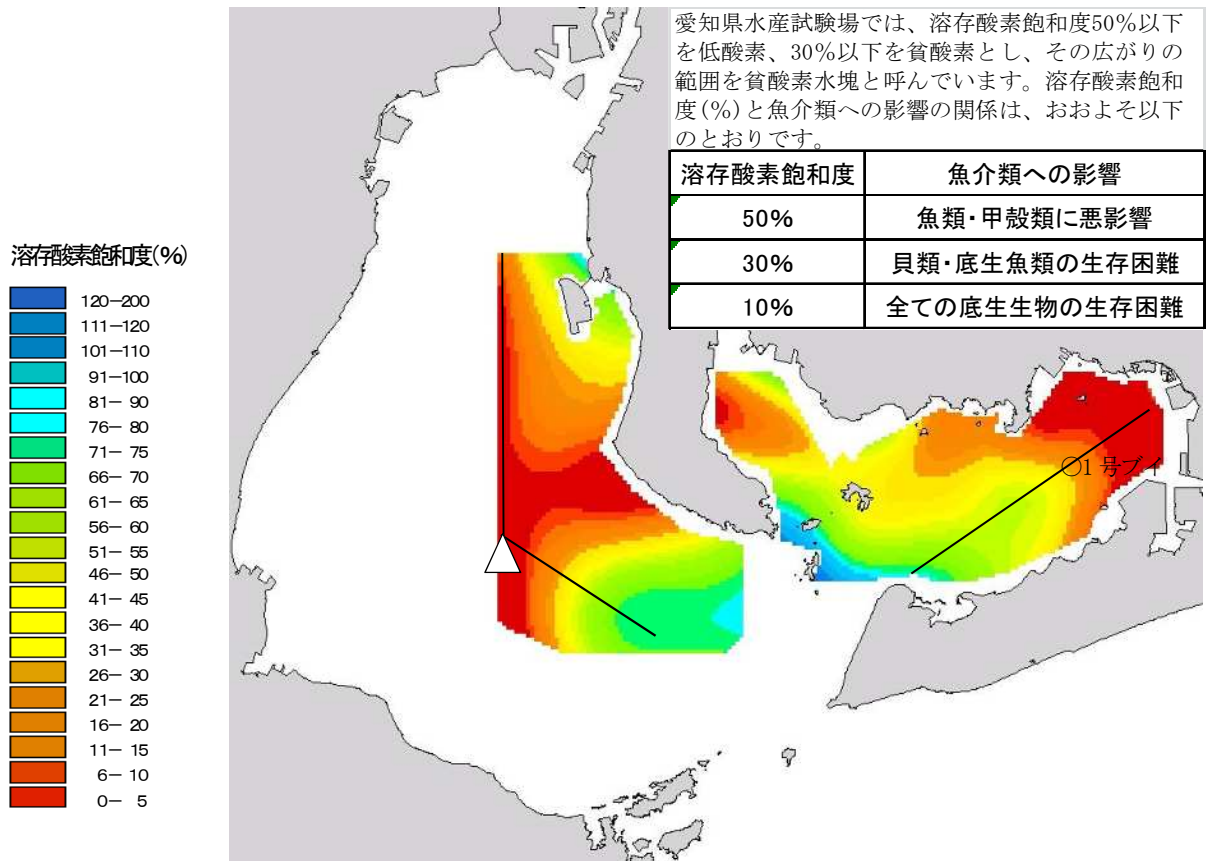 愛知県水産試験場では、溶存酸素飽和度50%以下
を低酸素、30%以下を貧酸素とし、その広がりの
範囲を貧酸素水塊と呼んでいます。溶存酸素飽和
度(%)と魚介類への影響の関係は、おおよそ以下
のとおりです。
溶存酸素飽和度 魚介類への影響
50% 魚類・甲殻類に悪影響
30% 貝類・底生魚類の生存困難
10% 全ての底生生物の生存困難
溶存酸素飽和度(%)
120-200
111-120
101-110
91-100
81- 90
76- 80
71- 75
66- 70
61- 65
56- 60
51- 55
46- 50
41- 45
36- 40
31- 35
26- 30
21- 25
16- 20
11- 15
6- 10
0- 5
○1号ブイ